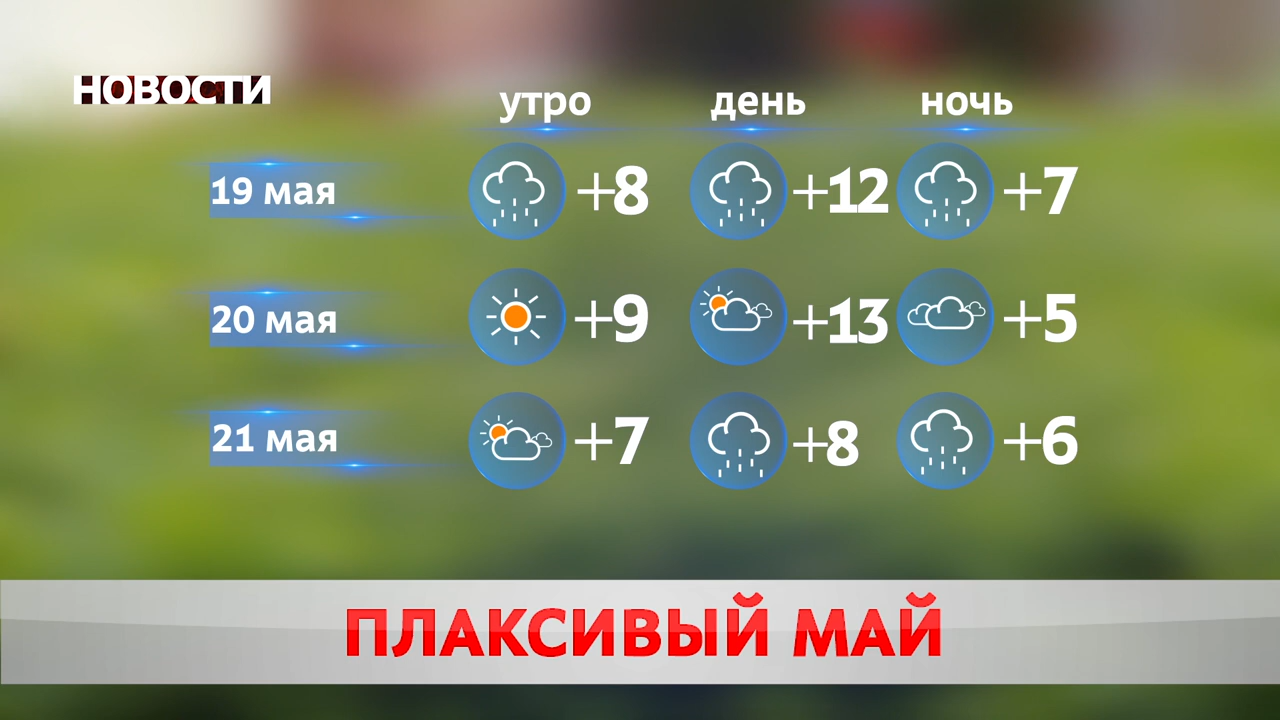 НОВОСТИ
утро день ночь
19 мая +8 +12 +7
20 мая +9 +13 +5
21 мая +7 +8 +6
ПЛАКСИВЫЙ МАЙ